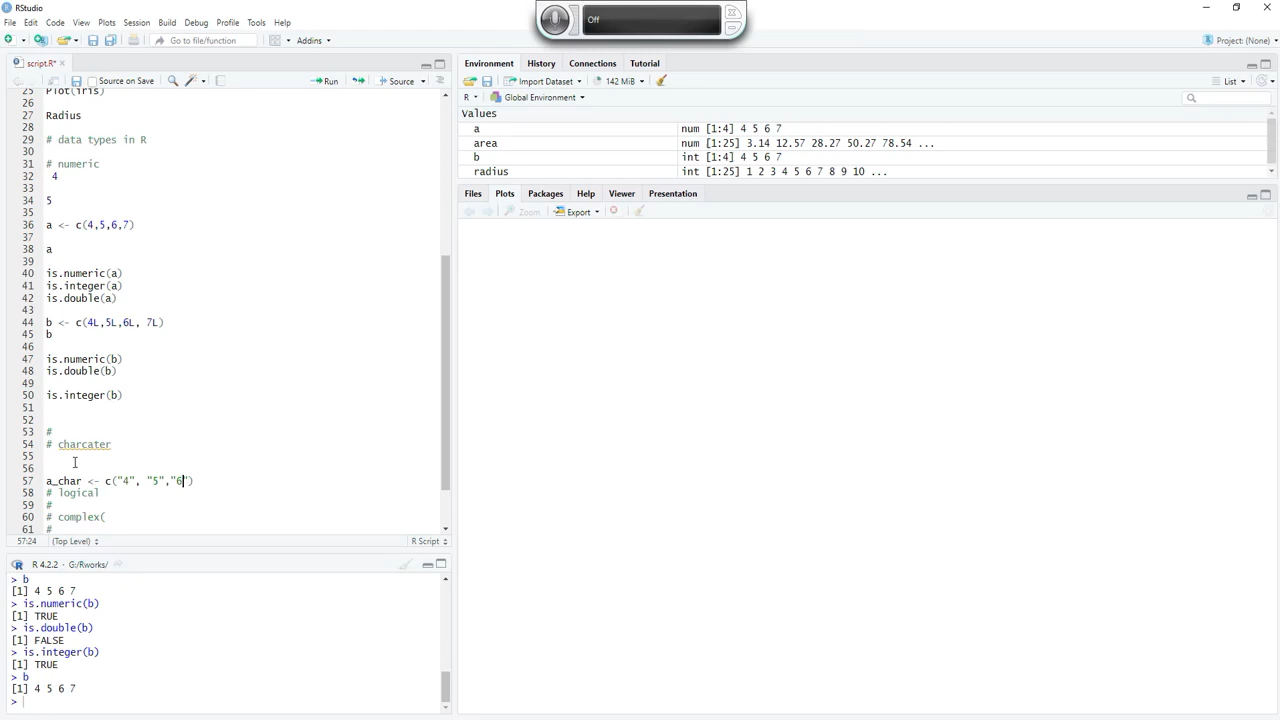 RStudio
File Edit Code View Plots Session Build Debug Profile Tools Help
Off
Go to file/function Addins Project: (None)
script.R*
Source on Save Run Source
25 Plot(iris)
26
27 Radius
28
29 # data types in R
30
31 # numeric
32 4
33
34 5
35
36 a <- c(4,5,6,7)
37
38 a
39
40 is.numeric(a)
41 is.integer(a)
42 is.double(a)
43
44 b <- c(4L,5L,6L, 7L)
45 b
46
47 is.numeric(b)
48 is.double(b)
49
50 is.integer(b)
51
52
53 #
54 # charcater
55
56
57 a_char <- c("4", "5","6")
58 # logical
59 #
60 # complex(
61 #
57:24 (Top Level) R Script
R 4.2.2 · G:/Rworks/
> b
[1] 4 5 6 7
> is.numeric(b)
[1] TRUE
> is.double(b)
[1] FALSE
> is.integer(b)
[1] TRUE
> b
[1] 4 5 6 7
>
Environment History Connections Tutorial
Import Dataset 142 MiB List
R Global Environment
Values
a num [1:4] 4 5 6 7
area num [1:25] 3.14 12.57 28.27 50.27 78.54 ...
b int [1:4] 4 5 6 7
radius int [1:25] 1 2 3 4 5 6 7 8 9 10 ...
Files Plots Packages Help Viewer Presentation
Zoom Export